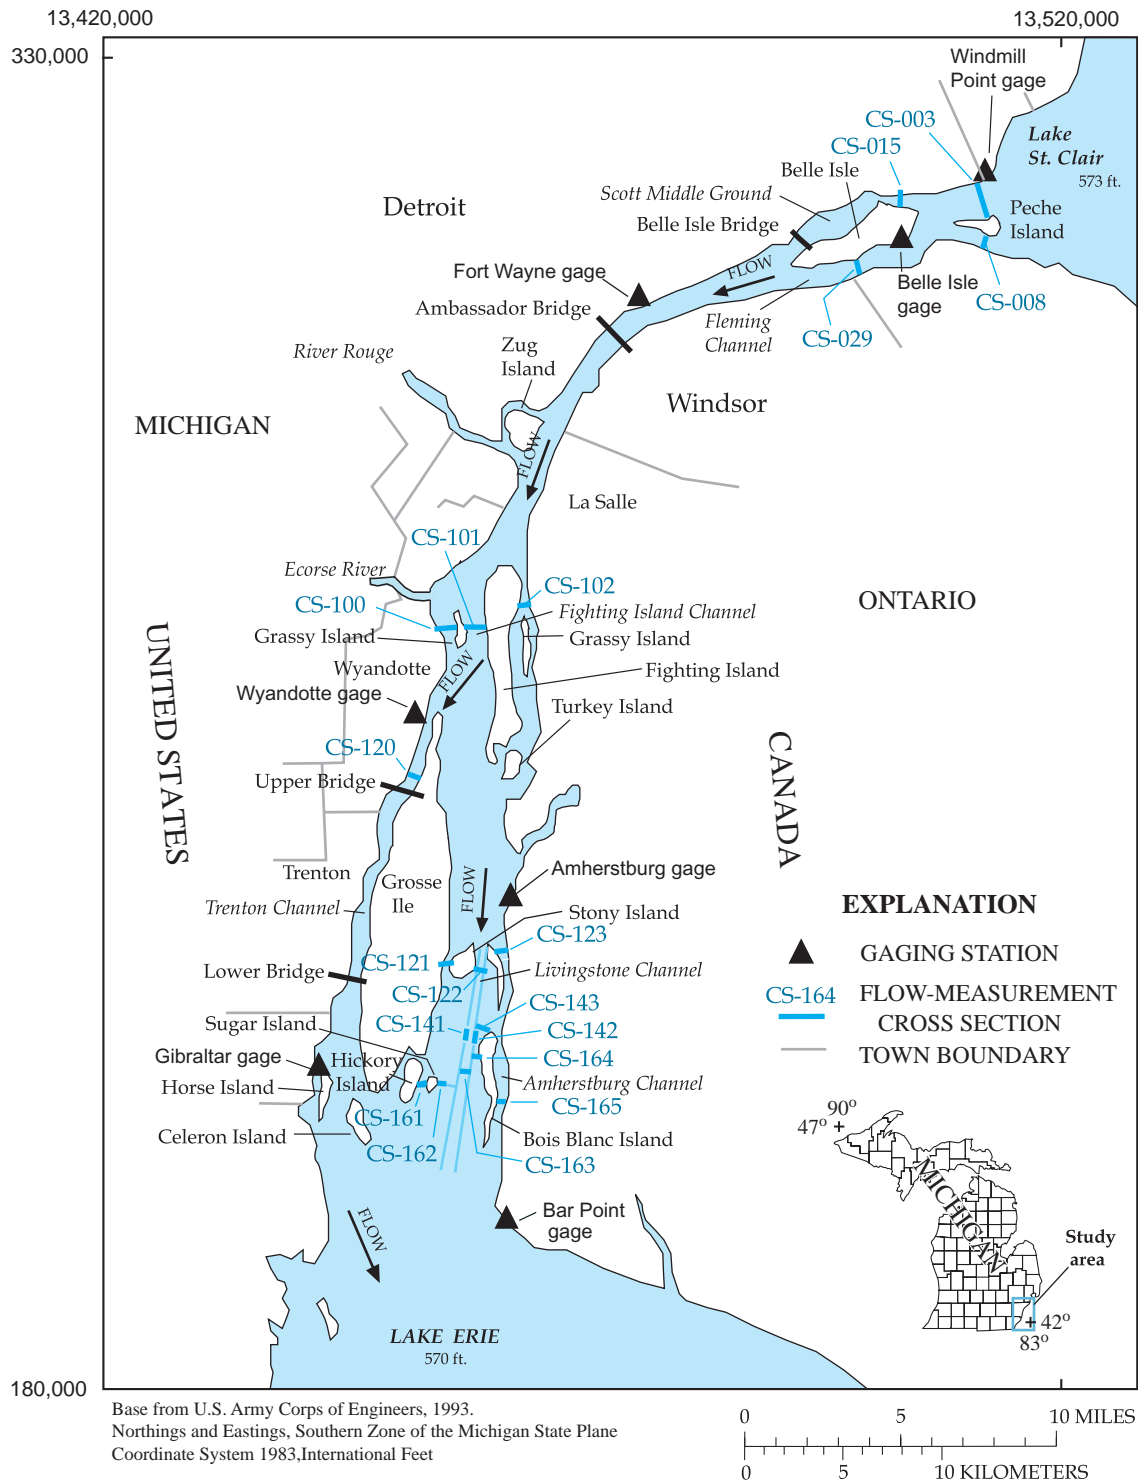 13,420,000
13,520,000
330,000
Windmill
Point gage
CS-003
Lake
St. Clair
573 ft.
CS-015
Belle Isle
Scott Middle Ground
Detroit
Belle Isle Bridge
Peche
Island
FLOW
Fort Wayne gage
Belle Isle
gage
CS-008
Ambassador Bridge
Fleming
Channel
CS-029
Zug
Island
River Rouge
Windsor
MICHIGAN
FLOW
La Salle
CS-101
Ecorse River
CS-102
CS-100
Fighting Island Channel
ONTARIO
Grassy Island
Grassy Island
UNITED STATES
Wyandotte
FLOW
Fighting Island
Wyandotte gage
Turkey Island
CS-120
CANADA
Upper Bridge
Trenton
Grosse
Ile
FLOW
Amherstburg gage
Trenton Channel
Stony Island
EXPLANATION
CS-123
GAGING STATION
CS-121
Livingstone Channel
Lower Bridge
CS-122
CS-164
FLOW-MEASUREMENT
CROSS SECTION
CS-143
Sugar Island
CS-141
CS-142
TOWN BOUNDARY
Gibraltar gage
Hickory
Island
CS-164
Horse Island
Amherstburg Channel
CS-161
CS-165
Celeron Island
Bois Blanc Island
CS-162
CS-163
90°
47°
MICHIGAN
Bar Point
gage
FLOW
Study
area
42°
83°
LAKE ERIE
570 ft.
180,000
Base from U.S. Army Corps of Engineers, 1993.
Northings and Eastings, Southern Zone of the Michigan State Plane
Coordinate System 1983,International Feet
0 5 10 MILES
0 5 10 KILOMETERS